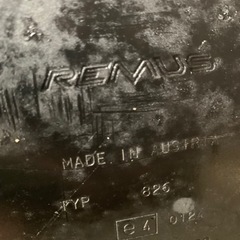 REMUS
MADE IN AUSTRIA
TYP 826
e4 012